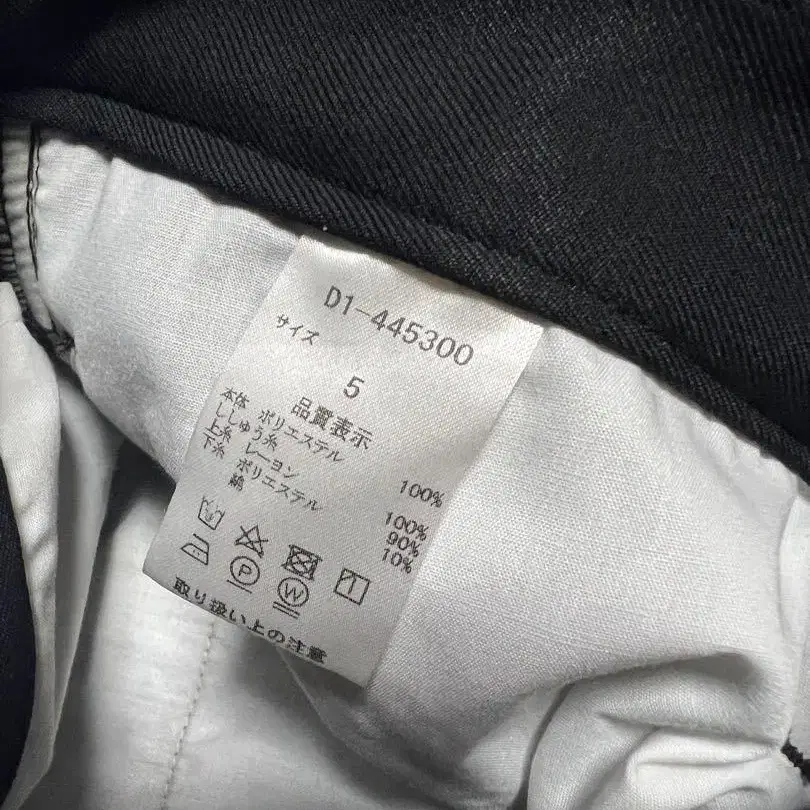 D1-445300
サイズ
5
品質表示
本体 ポリエステル 100%
ししゅう糸
上糸 レーヨン 100%
下糸 ポリエステル 90%
綿 10%
P W
取り扱い上の注意